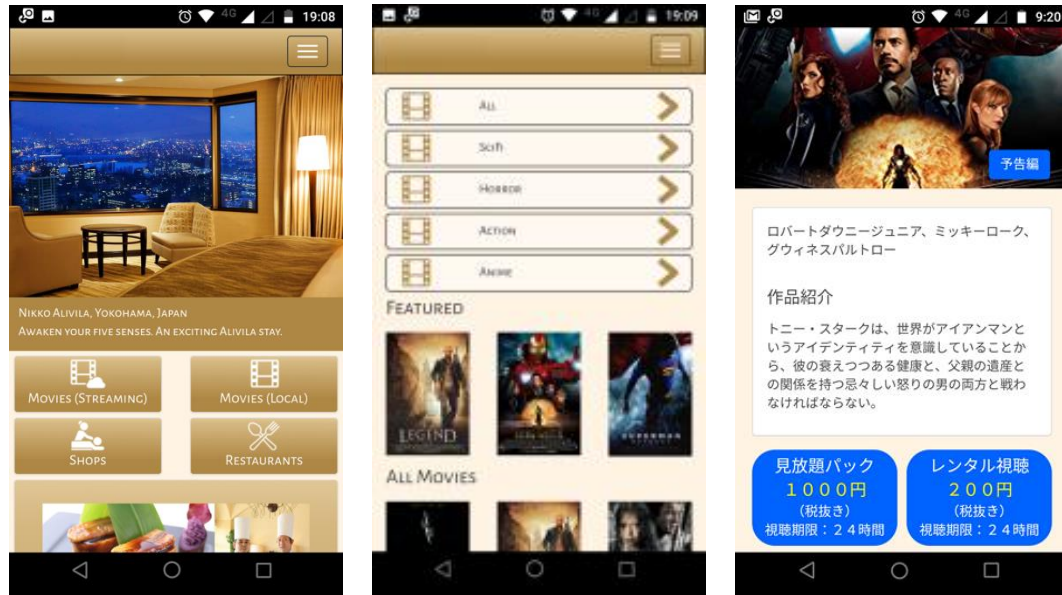 4G 19:08
NIKKO ALIVILA, YOKOHAMA, JAPAN
AWAKEN YOUR FIVE SENSES. AN EXCITING ALIVILA STAY.
MOVIES (STREAMING)
MOVIES (LOCAL)
SHOPS
RESTAURANTS
4G 19:09
ALL
SCIFI
HORROR
ACTION
ANIME
FEATURED
LEGEND
IRON MAN 2
SUPERMAN
ALL MOVIES
4G 9:20
予告編
ロバートダウニージュニア、ミッキーローク、
グウィネスパルトロー
作品紹介
トニー・スタークは、世界がアイアンマンと
いうアイデンティティを意識していることか
ら、彼の衰えつつある健康と、父親の遺産と
の関係を持つ忌々しい怒りの男の両方と戦わ
なければならない。
見放題パック
１０００円
（税抜き）
視聴期限：２４時間
レンタル視聴
２００円
（税抜き）
視聴期限：２４時間